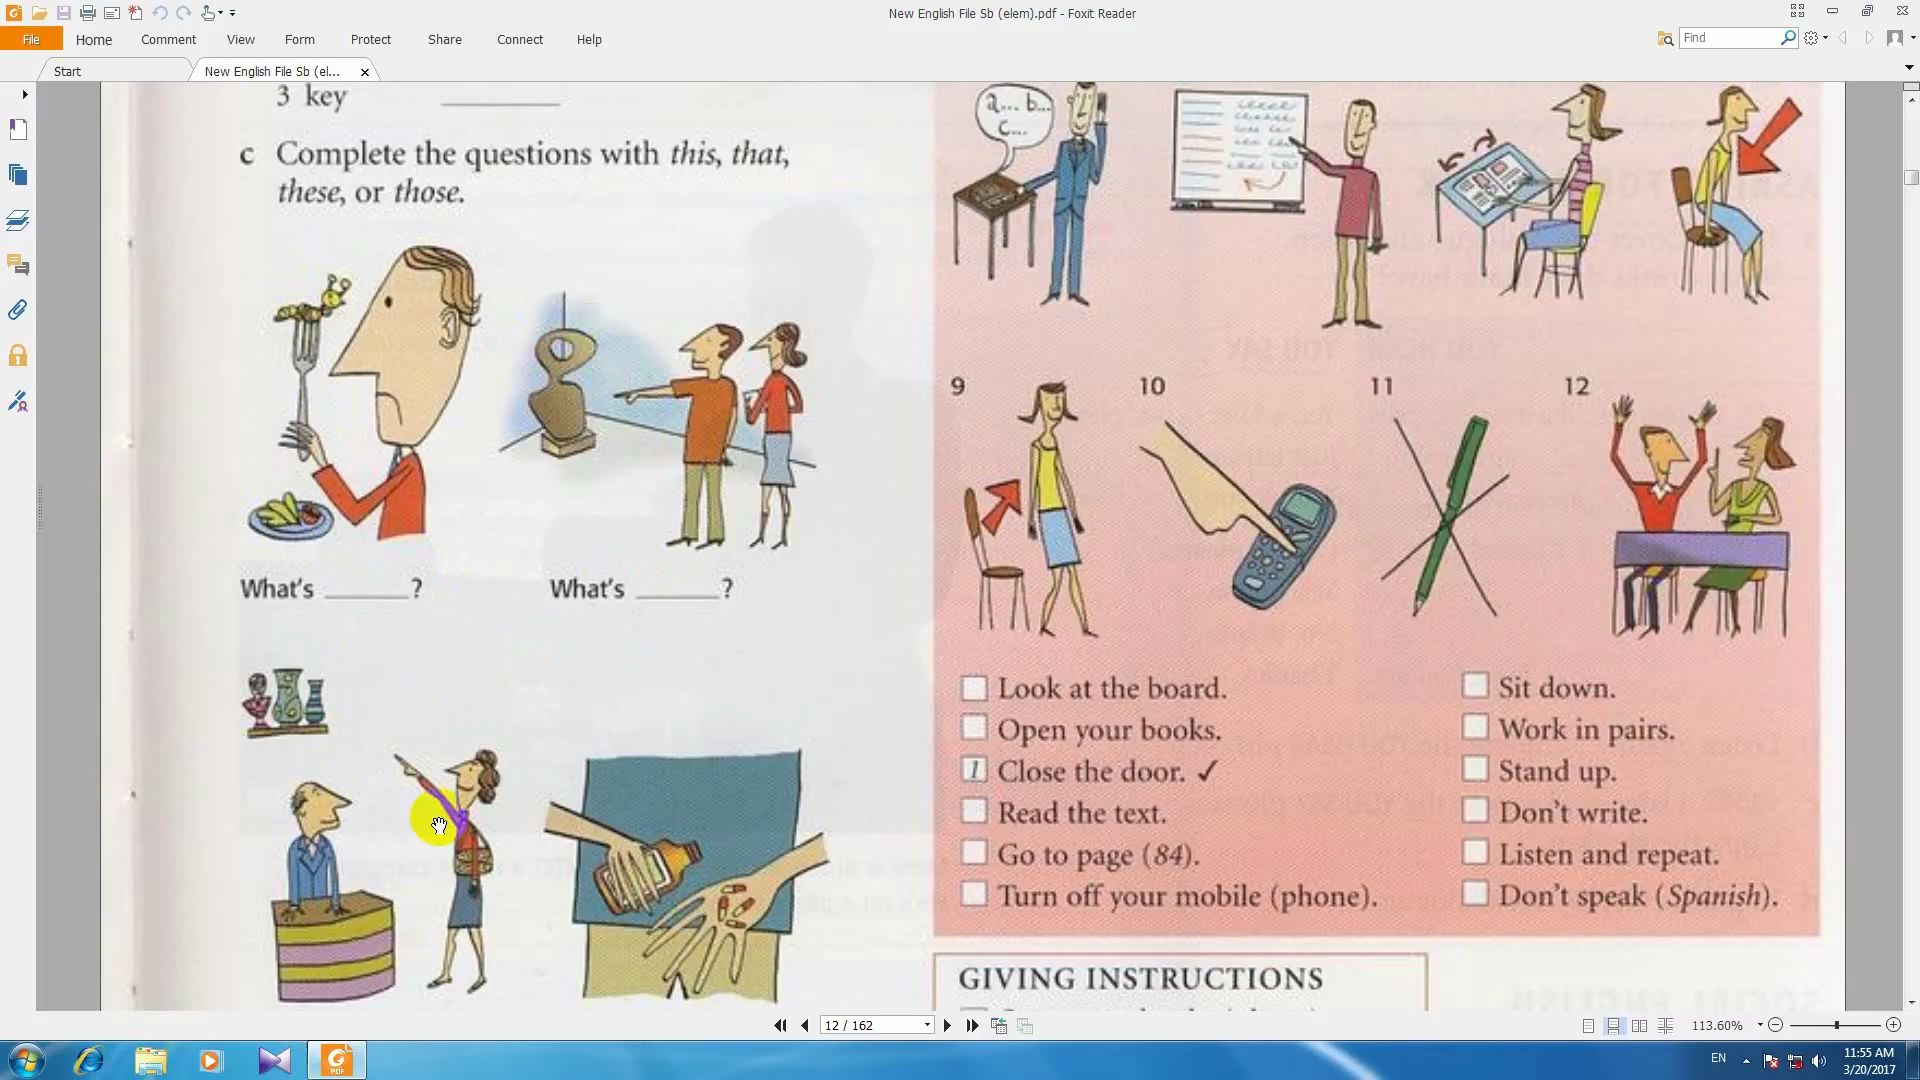 New English File Sb (elem).pdf - Foxit Reader
File
Home
Comment
View
Form
Protect
Share
Connect
Help
Find
Start
New English File Sb (el...
3 key
c Complete the questions with this, that,
these, or those.
What's ______?
What's ______?
a... b...
c...
9
10
11
12
Look at the board.
Open your books.
1 Close the door. ✓
Read the text.
Go to page (84).
Turn off your mobile (phone).
Sit down.
Work in pairs.
Stand up.
Don't write.
Listen and repeat.
Don't speak (Spanish).
GIVING INSTRUCTIONS
12 / 162
113.60%
PDF
EN
11:55 AM
3/20/2017